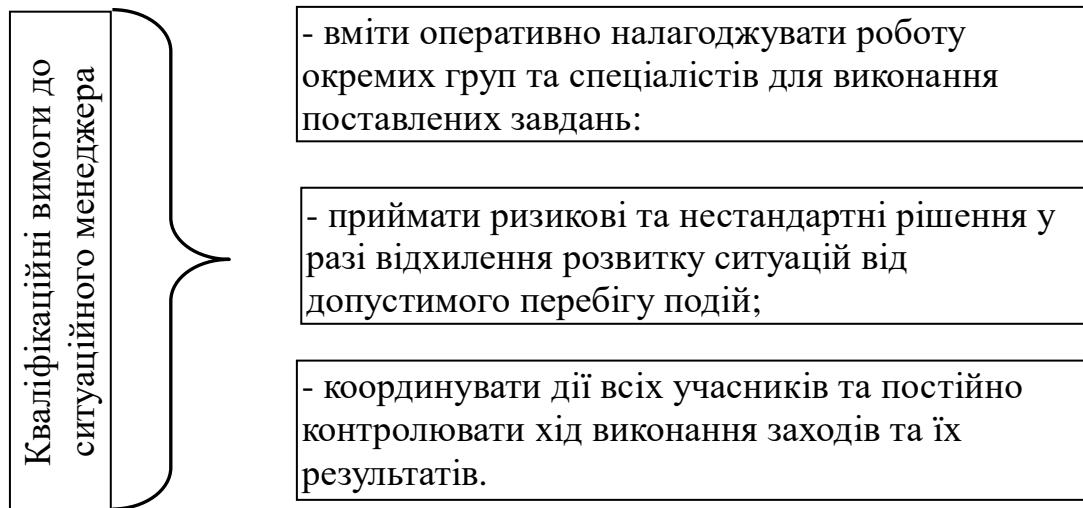 Кваліфікаційні вимоги до
ситуаційного менеджера
- вміти оперативно налагоджувати роботу
окремих груп та спеціалістів для виконання
поставлених завдань:
- приймати ризикові та нестандартні рішення у
разі відхилення розвитку ситуацій від
допустимого перебігу подій;
- координувати дії всіх учасників та постійно
контролювати хід виконання заходів та їх
результатів.